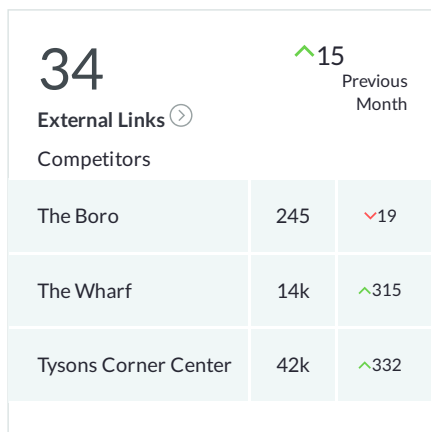 34
15
Previous
Month
External Links
Competitors
The Boro 245 19
The Wharf 14k 315
Tysons Corner Center 42k 332